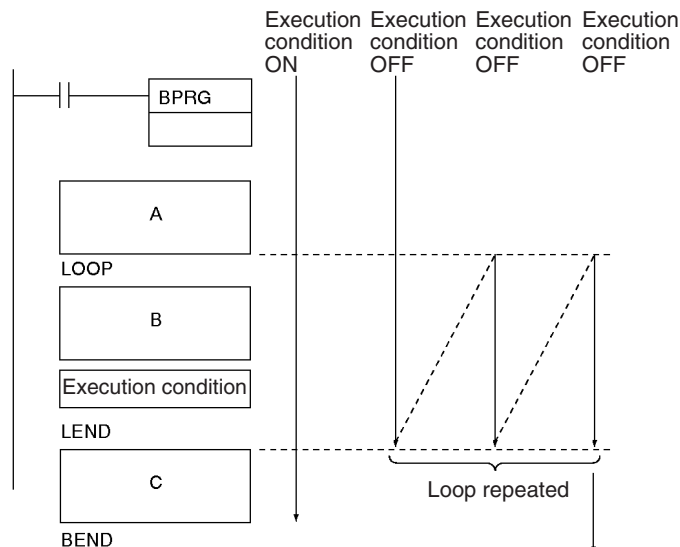 Execution
condition
ON
Execution
condition
OFF
Execution
condition
OFF
Execution
condition
OFF
BPRG
A
LOOP
B
Execution condition
LEND
C
Loop repeated
BEND